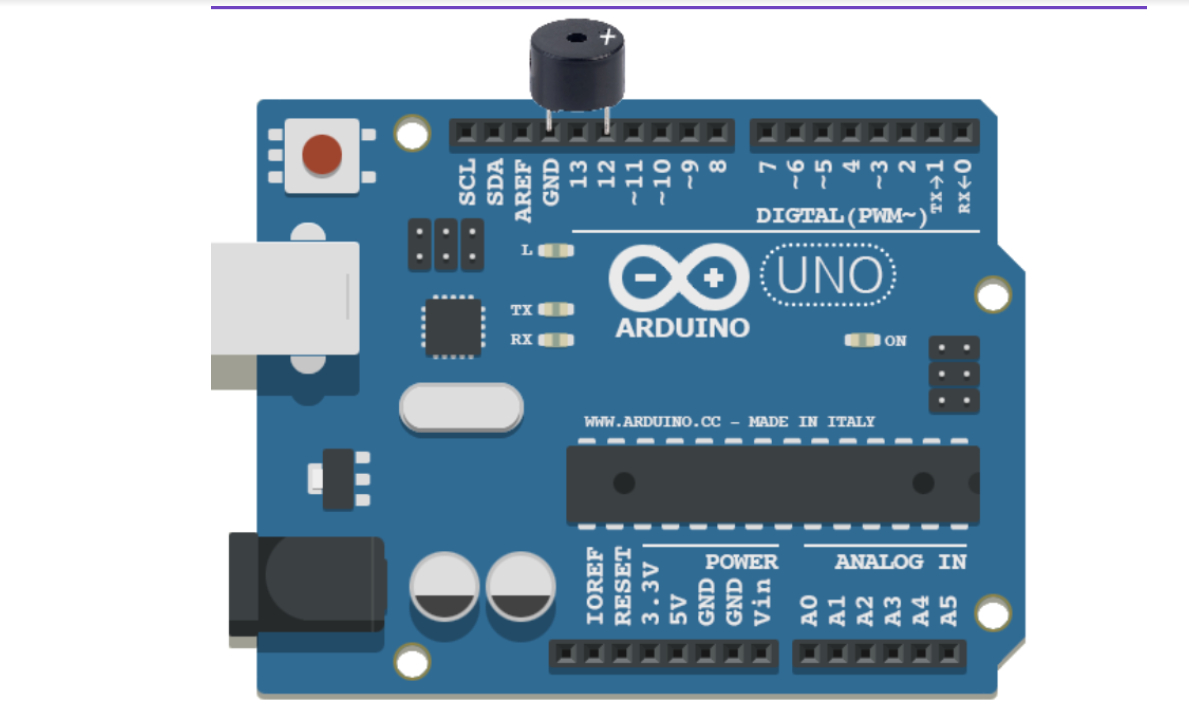 +
SCL SDA AREF GND 13 12 ~11 ~10 ~9 8 7 ~6 ~5 4 ~3 2 TX→1 RX←0
DIGTAL(PWM~)
L
TX
RX
ARDUINO
UNO
ON
WWW.ARDUINO.CC - MADE IN ITALY
POWER
ANALOG IN
IOREF RESET 3.3V 5V GND GND Vin A0 A1 A2 A3 A4 A5